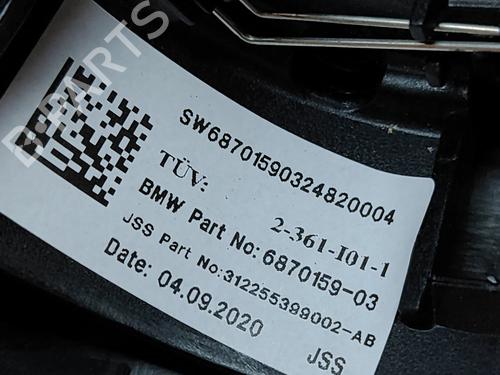 B-PARTS
SW68701590324820004
TÜV: 2-361-I01-1
BMW Part No: 6870159-03
JSS Part No:312255399002-AB
Date: 04.09.2020 JSS